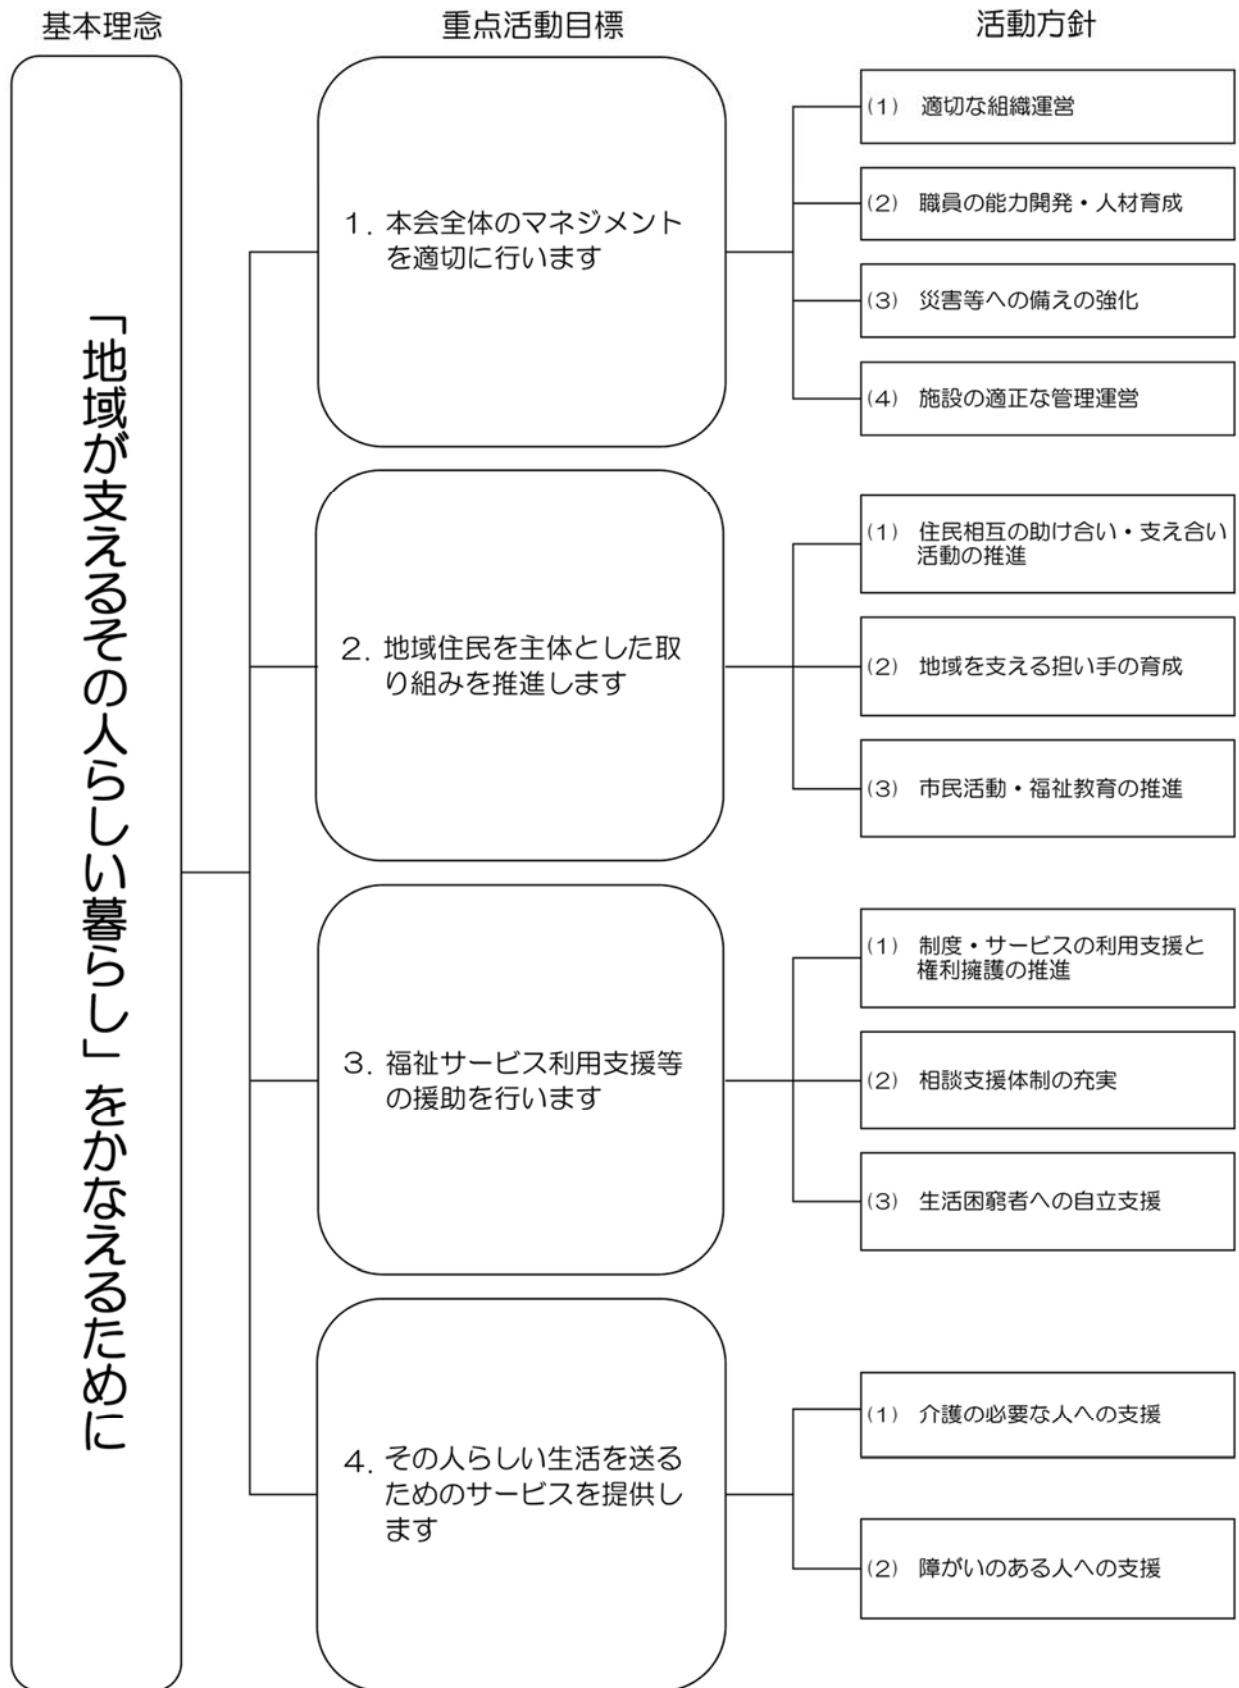 基本理念
重点活動目標
活動方針
「地域が支えるその人らしい暮らし」をかなえるために
1. 本会全体のマネジメント
を適切に行います
(1) 適切な組織運営
(2) 職員の能力開発・人材育成
(3) 災害等への備えの強化
(4) 施設の適正な管理運営
2. 地域住民を主体とした取
り組みを推進します
(1) 住民相互の助け合い・支え合い
活動の推進
(2) 地域を支える担い手の育成
(3) 市民活動・福祉教育の推進
3. 福祉サービス利用支援等
の援助を行います
(1) 制度・サービスの利用支援と
権利擁護の推進
(2) 相談支援体制の充実
(3) 生活困窮者への自立支援
4. その人らしい生活を送る
ためのサービスを提供し
ます
(1) 介護の必要な人への支援
(2) 障がいのある人への支援